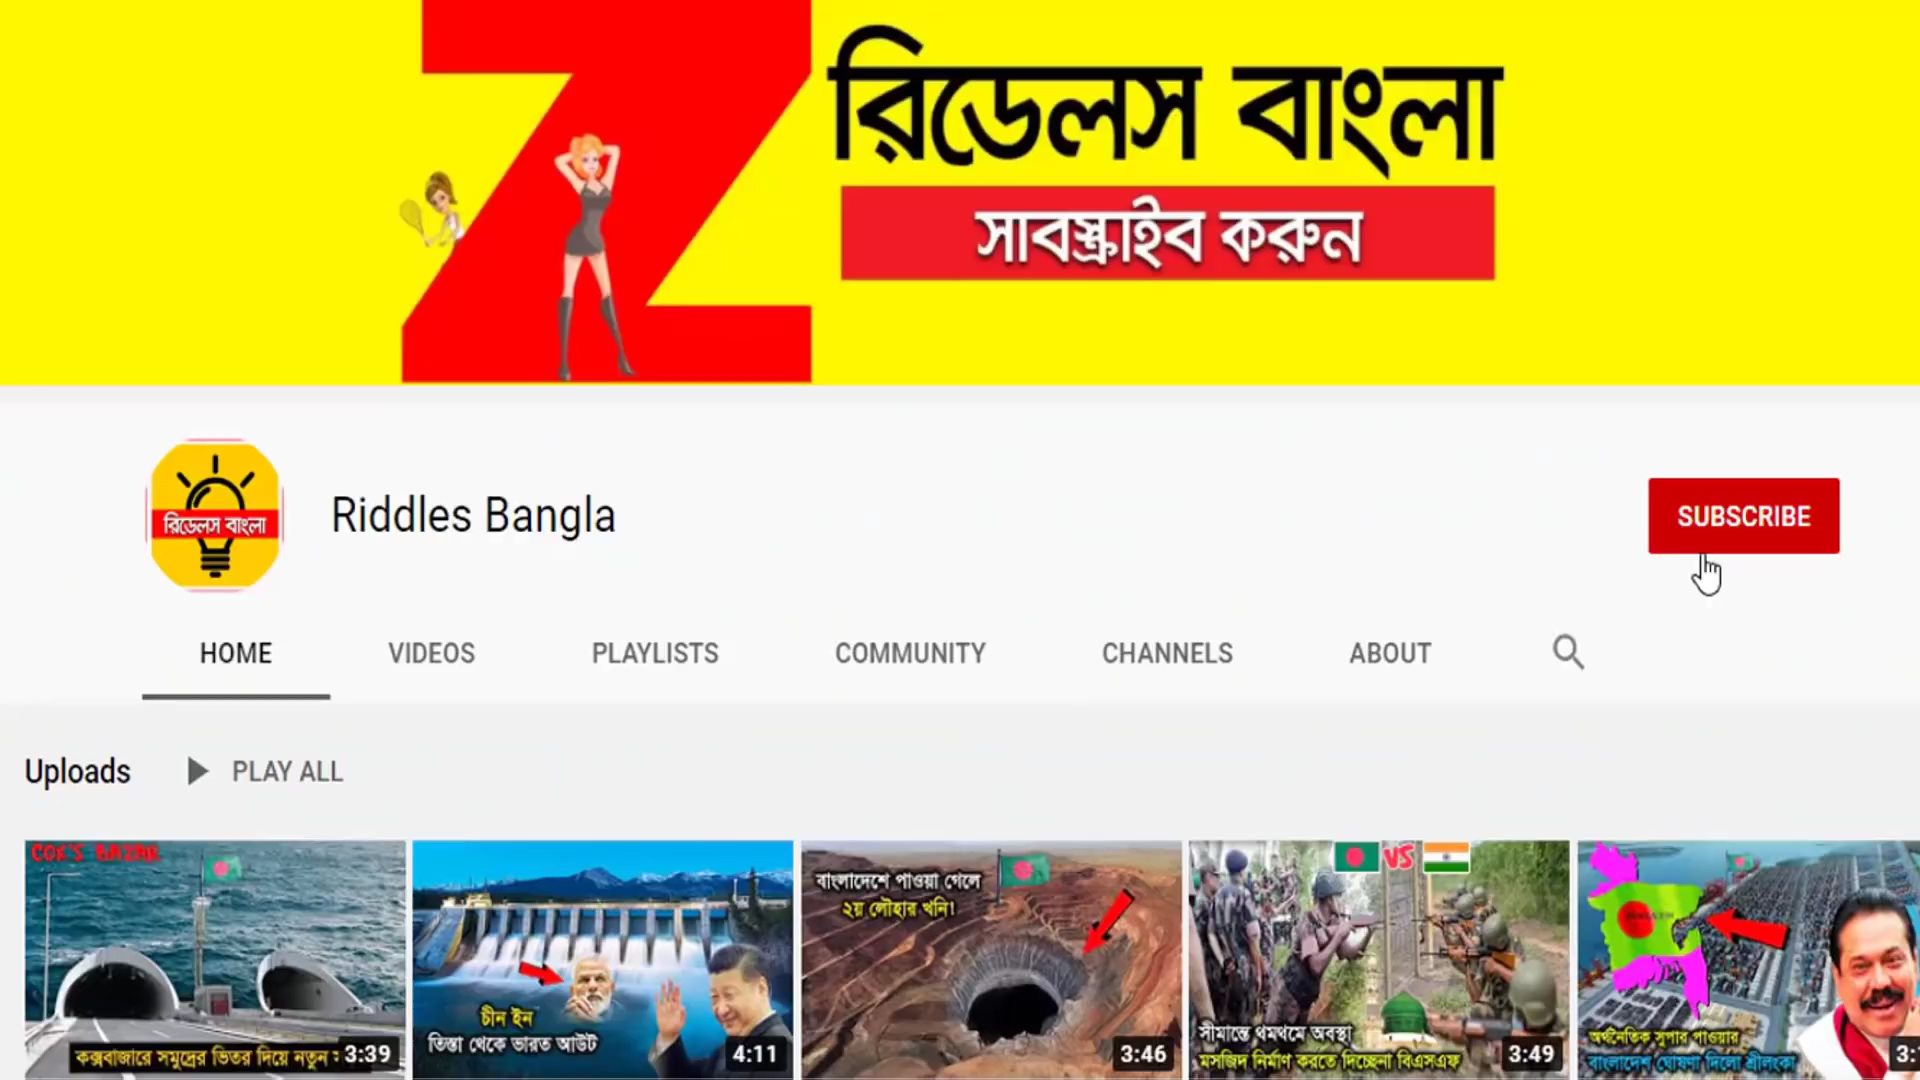 রিডেলস বাংলা
সাবস্ক্রাইব করুন
রিডেলস বাংলা
Riddles Bangla
SUBSCRIBE
HOME VIDEOS PLAYLISTS COMMUNITY CHANNELS ABOUT
Uploads PLAY ALL
COK'S BAZAR
কক্সবাজারে সমুদ্রের ভিতর দিয়ে নতুন
3:39
চীন ইন
তিস্তা থেকে ভারত আউট
4:11
বাংলাদেশে পাওয়া গেলে
২য় লৌহার খনি!
3:46
VS
সীমান্তে থমথমে অবস্থা
মসজিদ নির্মাণ করতে দিচ্ছেনা বিএসএফ
3:49
অর্থনৈতিক সুপার পাওয়ার
বাংলাদেশ ঘোষণা দিলো শ্রীলংকা